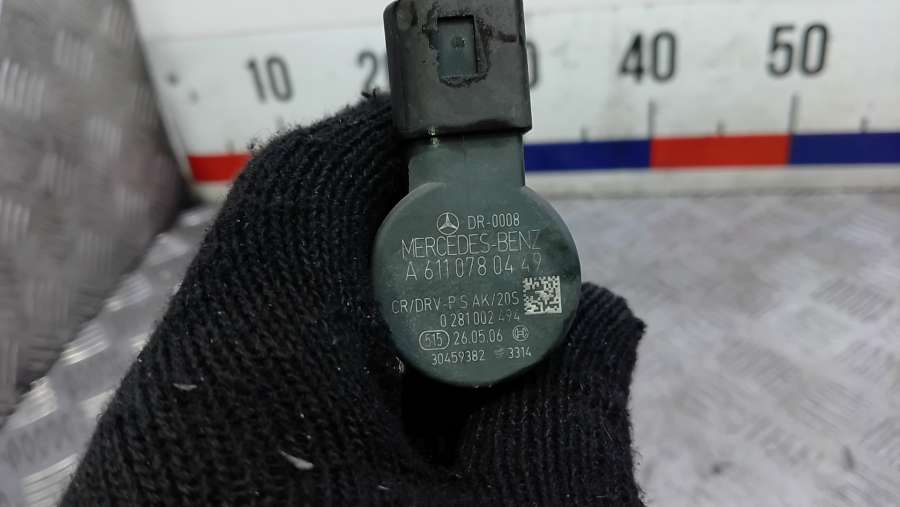 10 20 40 50
DR-0008
MERCEDES-BENZ
A 611 078 04 49
CR/DRV-P S AK/20S
0 281 002 494
515 26.05.06
30459382 3314